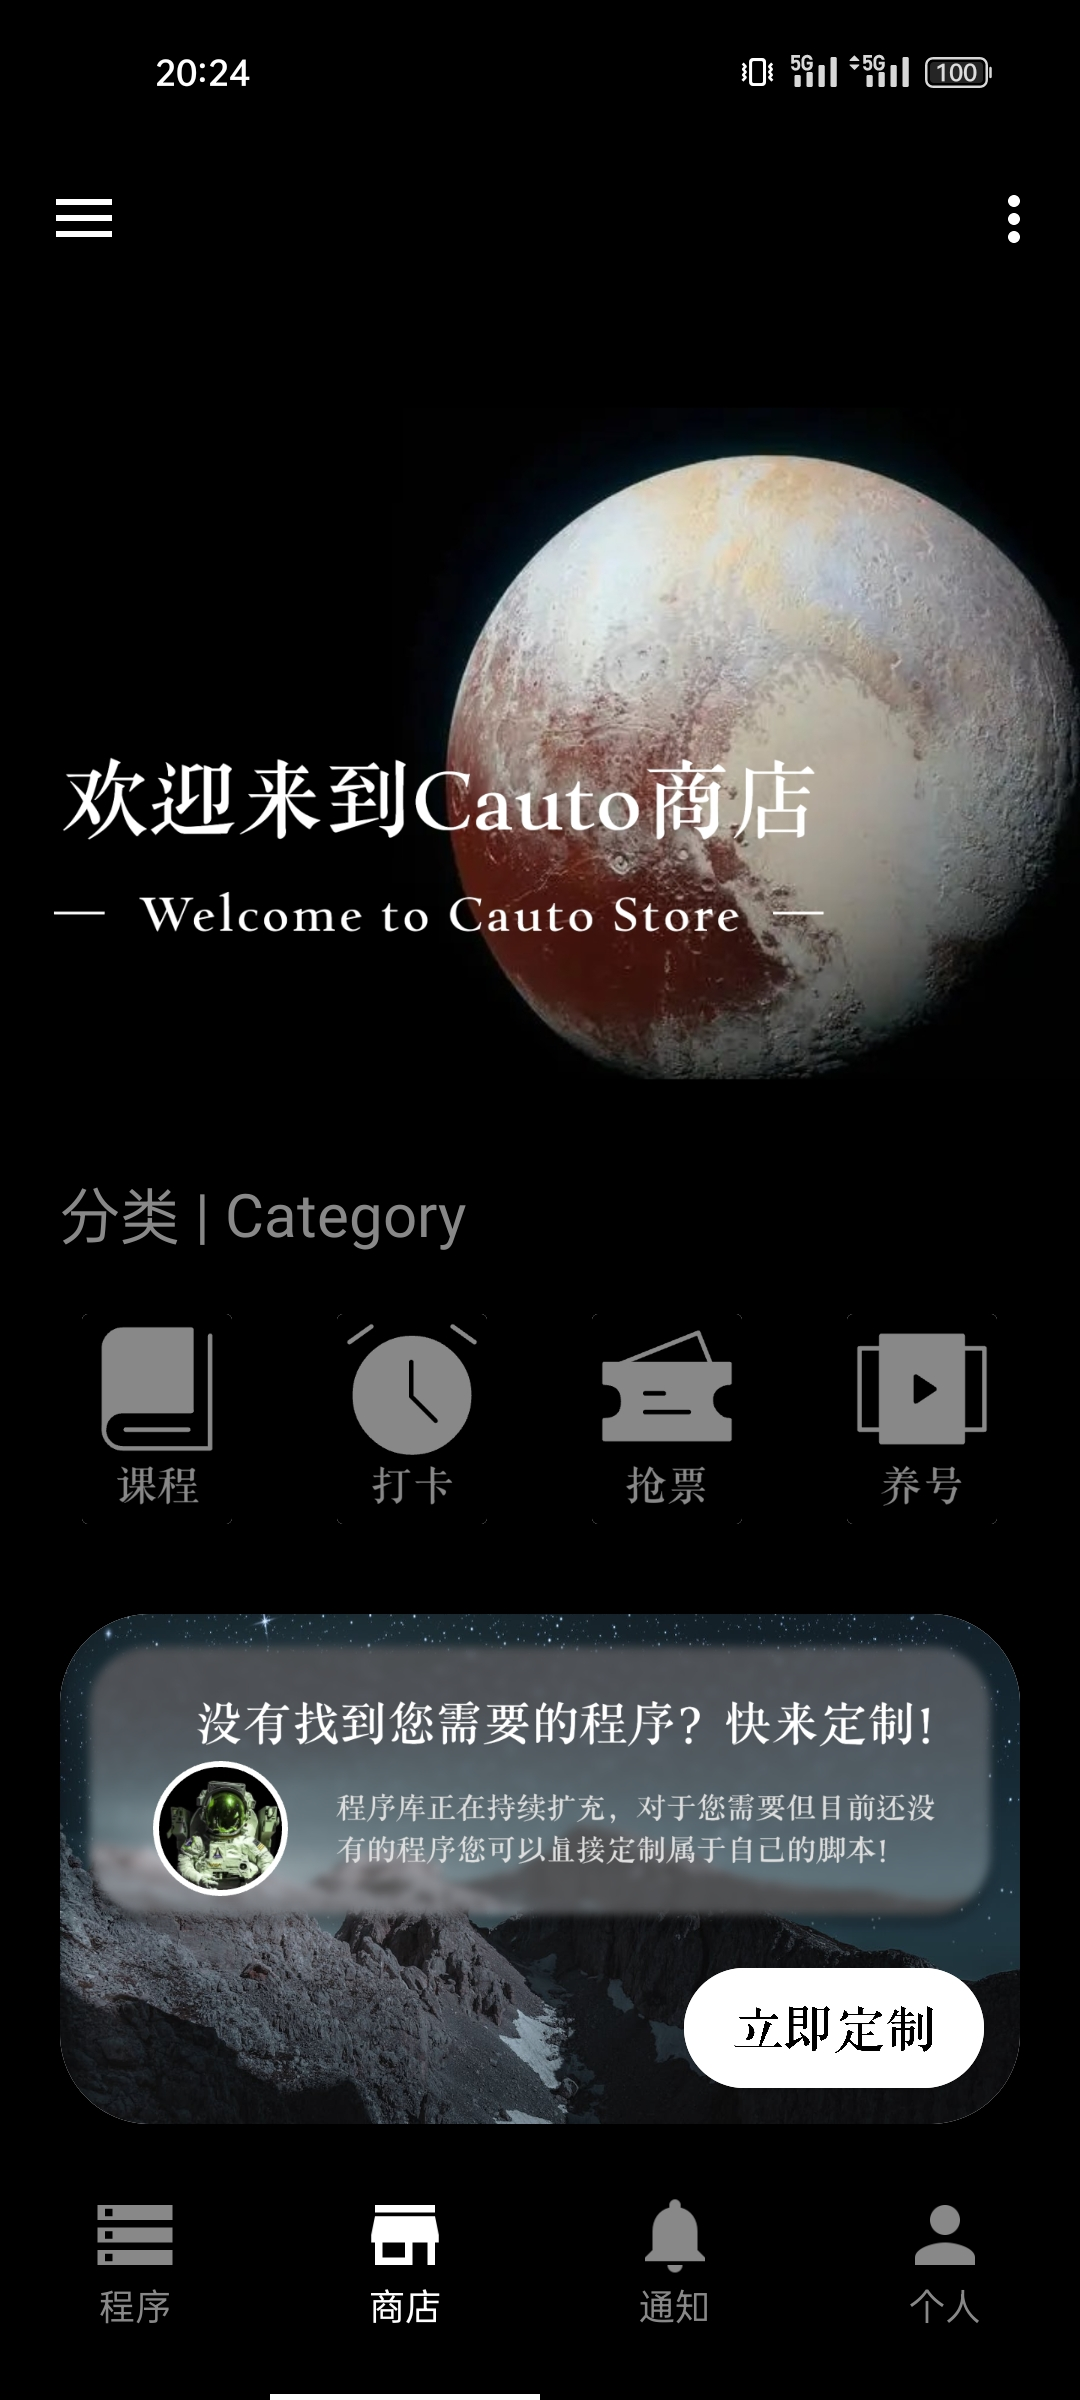 20:24
5G 5G 100
欢迎来到Cauto商店
— Welcome to Cauto Store —
分类 | Category
课程 打卡 抢票 养号
没有找到您需要的程序？快来定制！
程序库正在持续扩充，对于您需要但目前还没
有的程序您可以直接定制属于自己的脚本！
立即定制
程序 商店 通知 个人